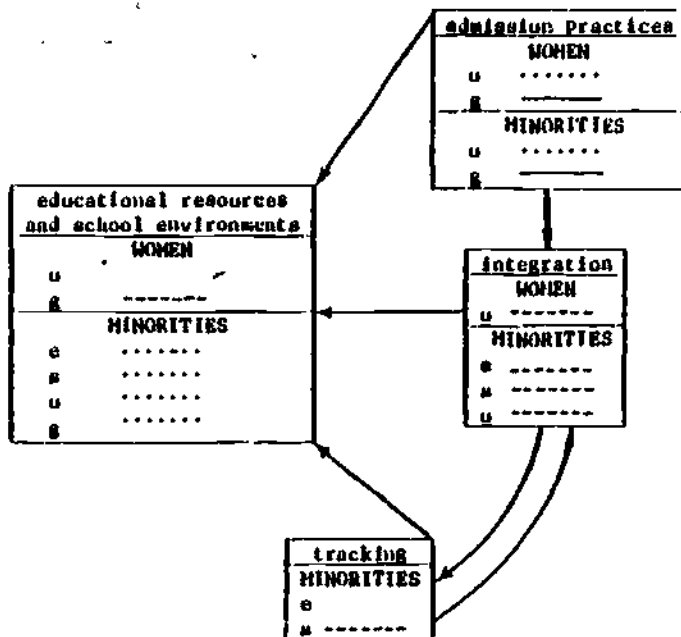 admission practices
WOMEN
u
g
MINORITIES
u
g
educational resources
and school environments
WOMEN
u
g
MINORITIES
e
s
u
g
integration
WOMEN
u
MINORITIES
e
s
u
tracking
MINORITIES
e
s